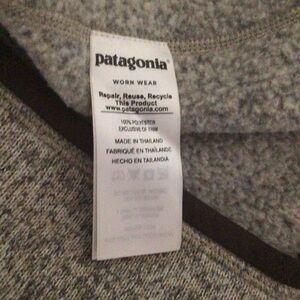 patagonia®
WORN WEAR
Repair, Reuse, Recycle
This Product
www.patagonia.com
100% POLYESTER
EXCLUSIVE OF TRIM
MADE IN THAILAND
FABRIQUÉ EN THAÏLANDE
HECHO EN TAILANDIA